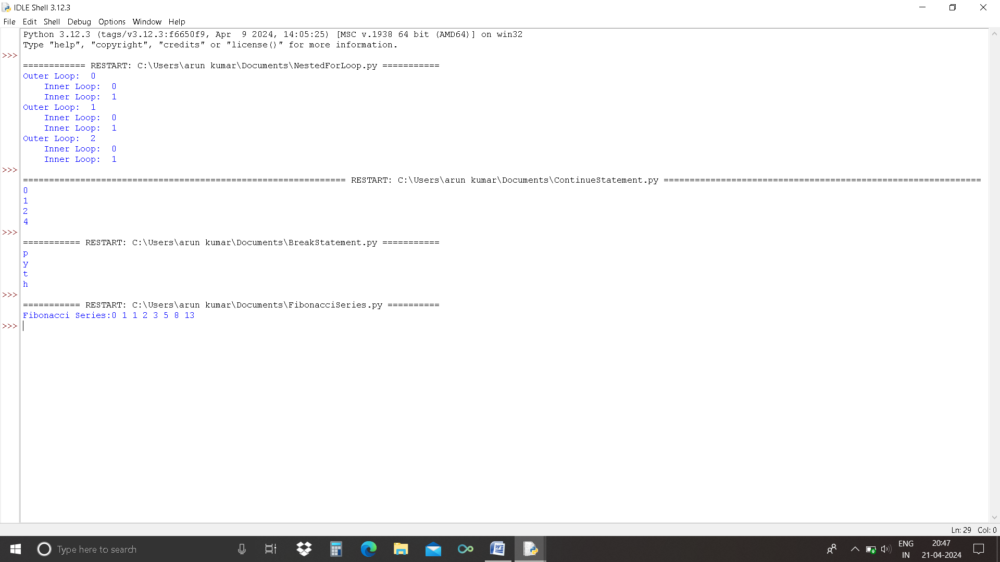 IDLE Shell 3.12.3
File Edit Shell Debug Options Window Help
Python 3.12.3 (tags/v3.12.3:f6650f9, Apr  9 2024, 14:05:25) [MSC v.1938 64 bit (AMD64)] on win32
Type "help", "copyright", "credits" or "license()" for more information.
>>>
============ RESTART: C:\Users\arun kumar\Documents\NestedForLoop.py ===========
Outer Loop:  0
    Inner Loop:  0
    Inner Loop:  1
Outer Loop:  1
    Inner Loop:  0
    Inner Loop:  1
Outer Loop:  2
    Inner Loop:  0
    Inner Loop:  1
>>>
============================================================== RESTART: C:\Users\arun kumar\Documents\ContinueStatement.py =============================================================
0
1
2
4
>>>
=========== RESTART: C:\Users\arun kumar\Documents\BreakStatement.py ===========
p
y
t
h
>>>
=========== RESTART: C:\Users\arun kumar\Documents\FibonacciSeries.py ==========
Fibonacci Series:0 1 1 2 3 5 8 13
>>>
Ln: 29 Col: 0
Type here to search
ENG
IN
20:47
21-04-2024